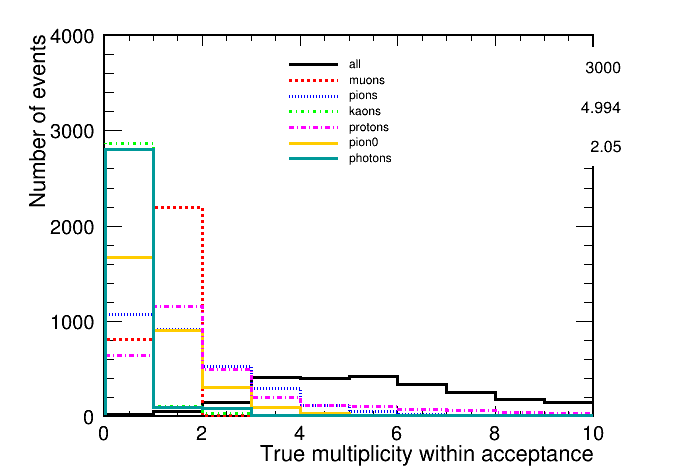 Number of events
4000
3000
2000
1000
0
all
muons
pions
kaons
protons
pion0
photons
3000
4.994
2.05
0 2 4 6 8 10
True multiplicity within acceptance